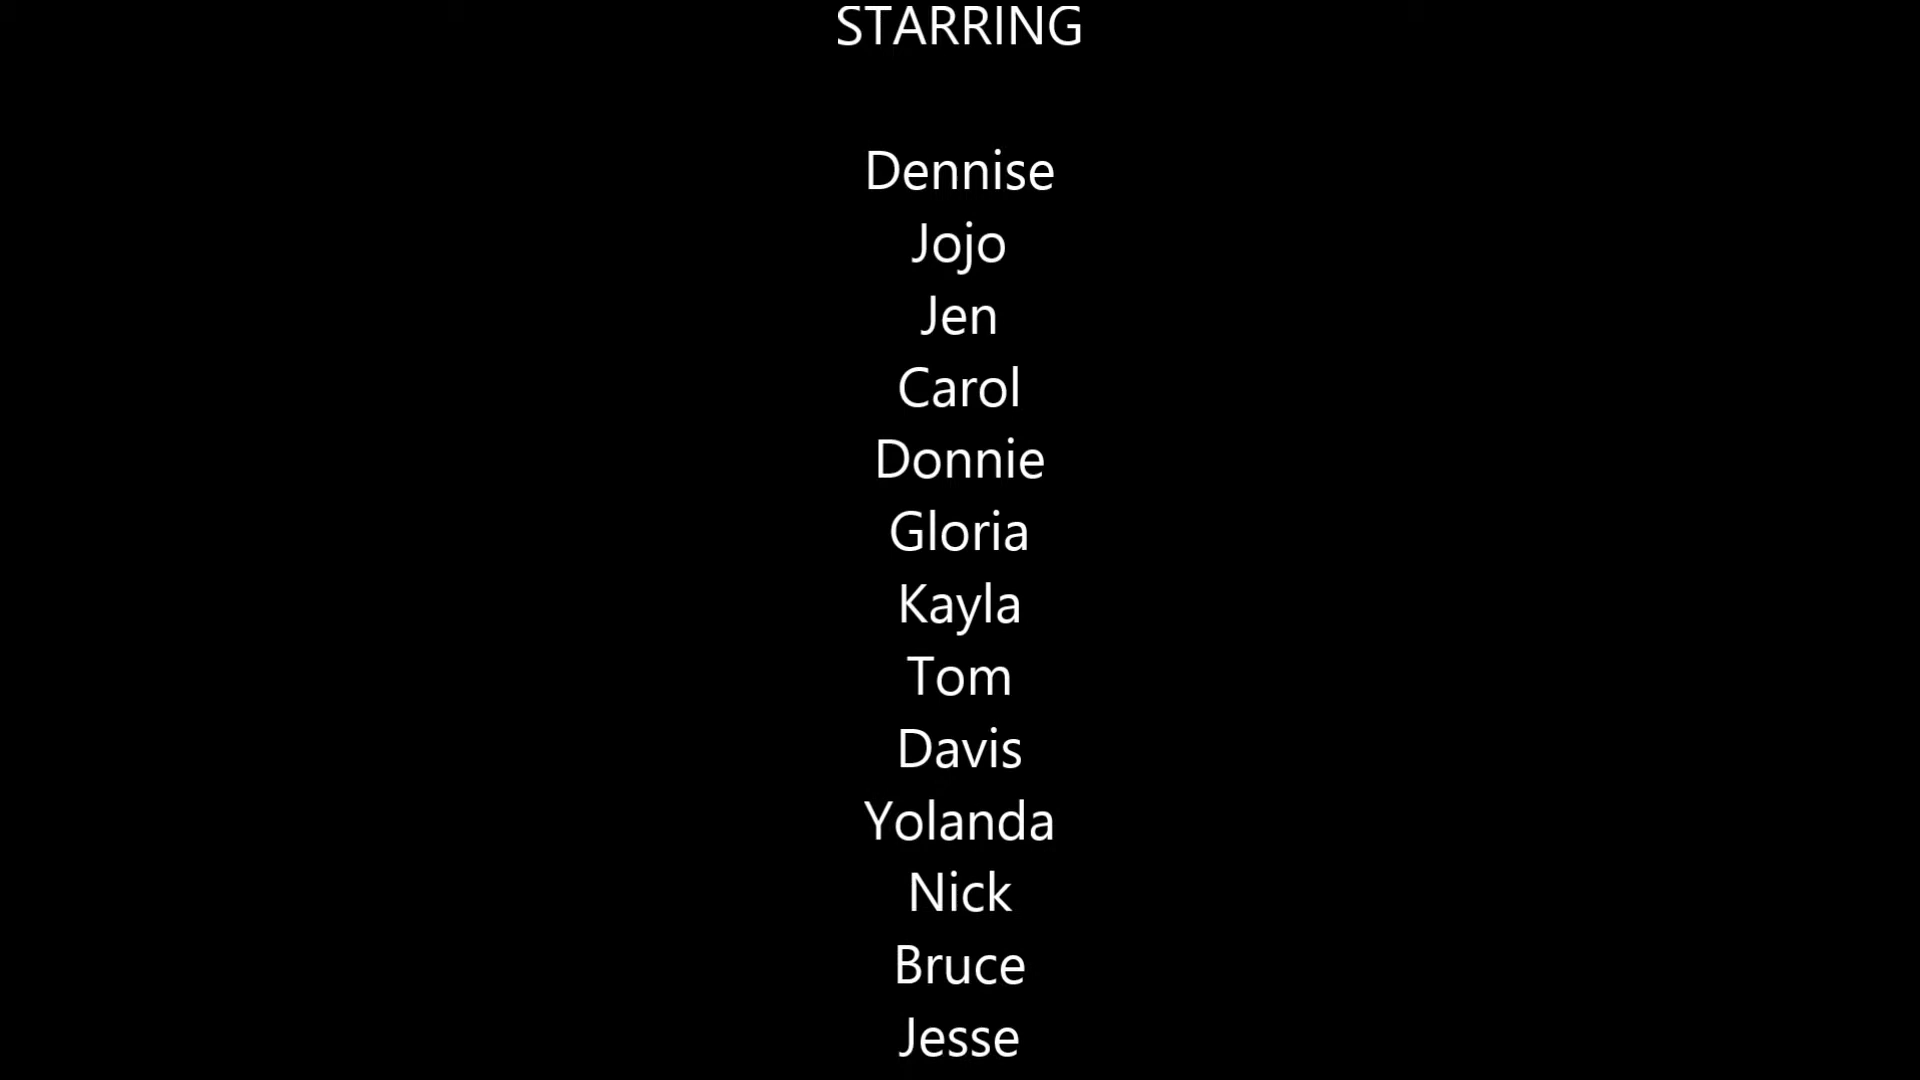 STARRING
Dennise
Jojo
Jen
Carol
Donnie
Gloria
Kayla
Tom
Davis
Yolanda
Nick
Bruce
Jesse